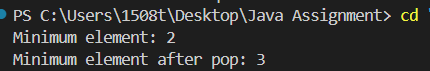 PS C:\Users\1508t\Desktop\Java Assignment> cd
Minimum element: 2
Minimum element after pop: 3